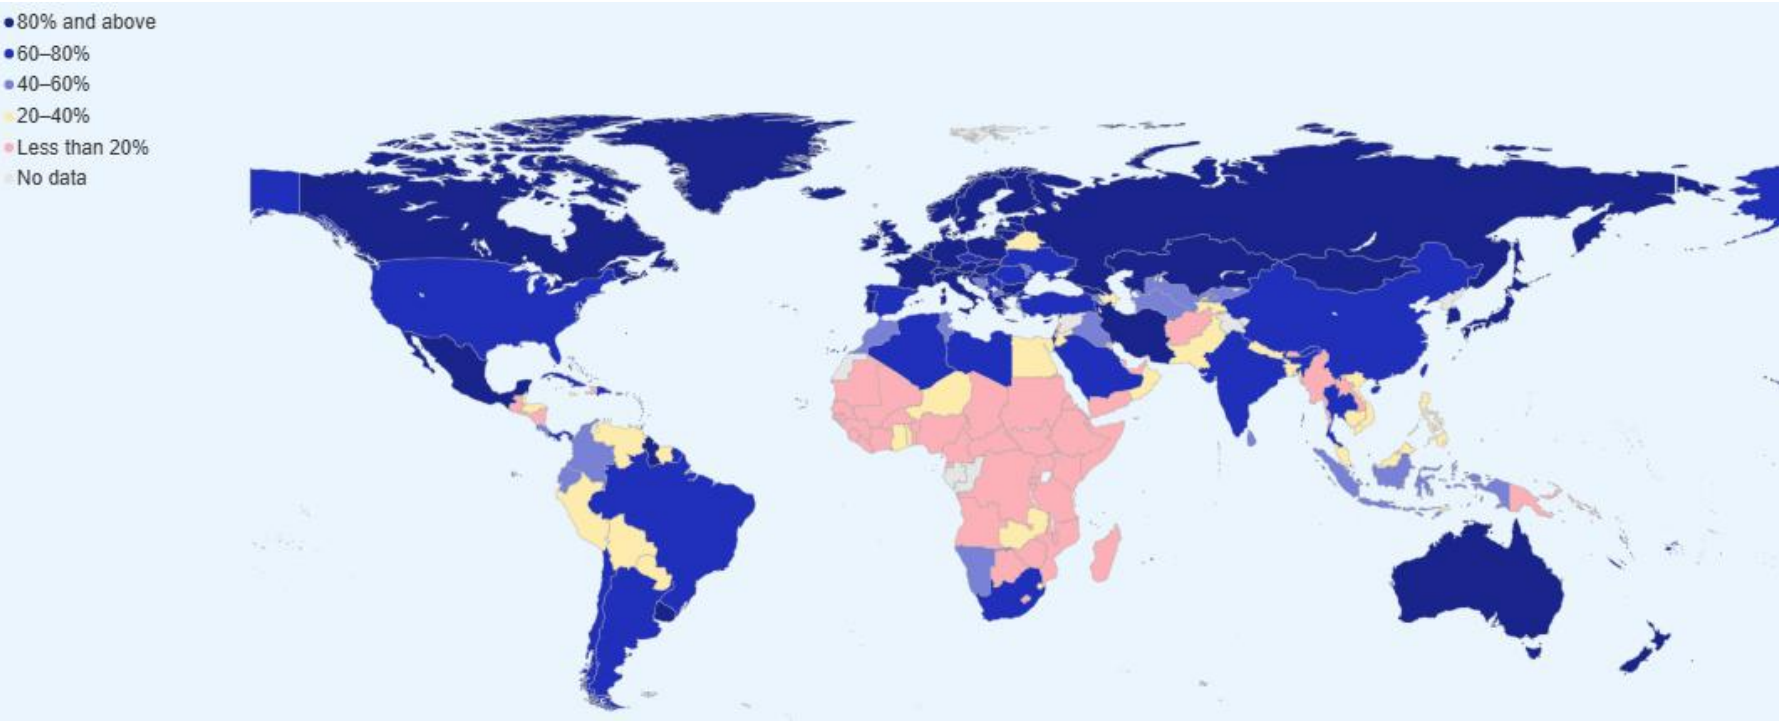 80% and above
60–80%
40–60%
20–40%
Less than 20%
No data